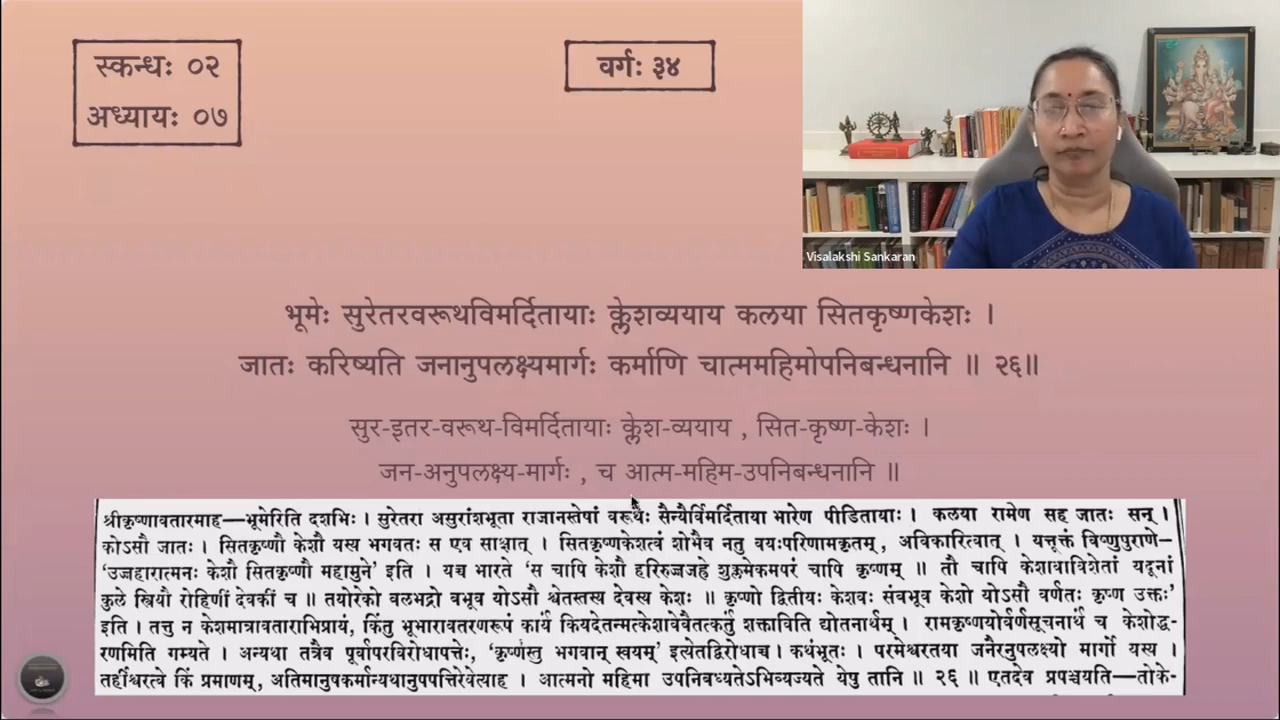 स्कन्धः ०२
अध्यायः ०७
वर्गः ३४
Visalakshi Sankaran
भूमेः सुरेतरवरूथविमर्दितायाः क्लेशव्ययाय कलया सितकृष्णकेशः ।
जातः करिष्यति जनानुपलक्ष्यमार्गः कर्माणि चात्ममहिमोपनिबन्धनानि ॥ २६॥
सुर-इतर-वरूथ-विमर्दितायाः क्लेश-व्ययाय , सित-कृष्ण-केशः ।
जन-अनुपलक्ष्य-मार्गः , च आत्म-महिम-उपनिबन्धनानि ॥
श्रीकृष्णावतारमाह—भूमेरिति दशभिः । सुरेतरा असुरांशभूता राजानस्तेषां वरूथैः सैन्यैर्विमर्दिताया भारेण पीडितायाः । कलया रामेण सह जातः सन् ।
कोऽसौ जातः । सितकृष्णौ केशौ यस्य भगवतः स एव साक्षात् । सितकृष्णकेशत्वं शोभैव नतु वयःपरिणामकृतम्, अविकारित्वात् । यत्तूक्तं विष्णुपुराणे—
‘उज्जहारात्मनः केशौ सितकृष्णौ महामुने’ इति । यच्च भारते ‘स चापि केशौ हरिरुज्जजहे शुक्लमेकमपरं चापि कृष्णम् ॥ तौ चापि केशावाविशेतां यदूनां
कुले स्त्रियौ रोहिणीं देवकीं च ॥ तयोरेको बलभद्रो बभूव योऽसौ श्वेतस्तस्य देवस्य केशः ॥ कृष्णो द्वितीयः केशवः संबभूव केशो योऽसौ वर्णतः कृष्ण उक्तः’
इति । तत्तु न केशमात्रावताराभिप्रायं, किंतु भूभारावतरणरूपं कार्यं कियदेतन्मत्केशावेवैतत्कर्तुं शक्ताविति द्योतनार्थम् । रामकृष्णयोर्वर्णसूचनार्थं च केशोद्ध-
रणमिति गम्यते । अन्यथा तत्रैव पूर्वापरविरोधापत्तेः, ‘कृष्णस्तु भगवान् स्वयम्’ इत्येतद्विरोधाच्च । कथंभूतः । परमेश्वरतया जनैरनुपलक्ष्यो मार्गो यस्य ।
तर्हीश्वरत्वे किं प्रमाणम्, अतिमानुषकर्मान्यथानुपपत्तिरेवेत्याह । आत्मनो महिमा उपनिबध्यतेऽभिव्यज्यते येषु तानि ॥ २६ ॥ एतदेव प्रपञ्चयति—तोके-